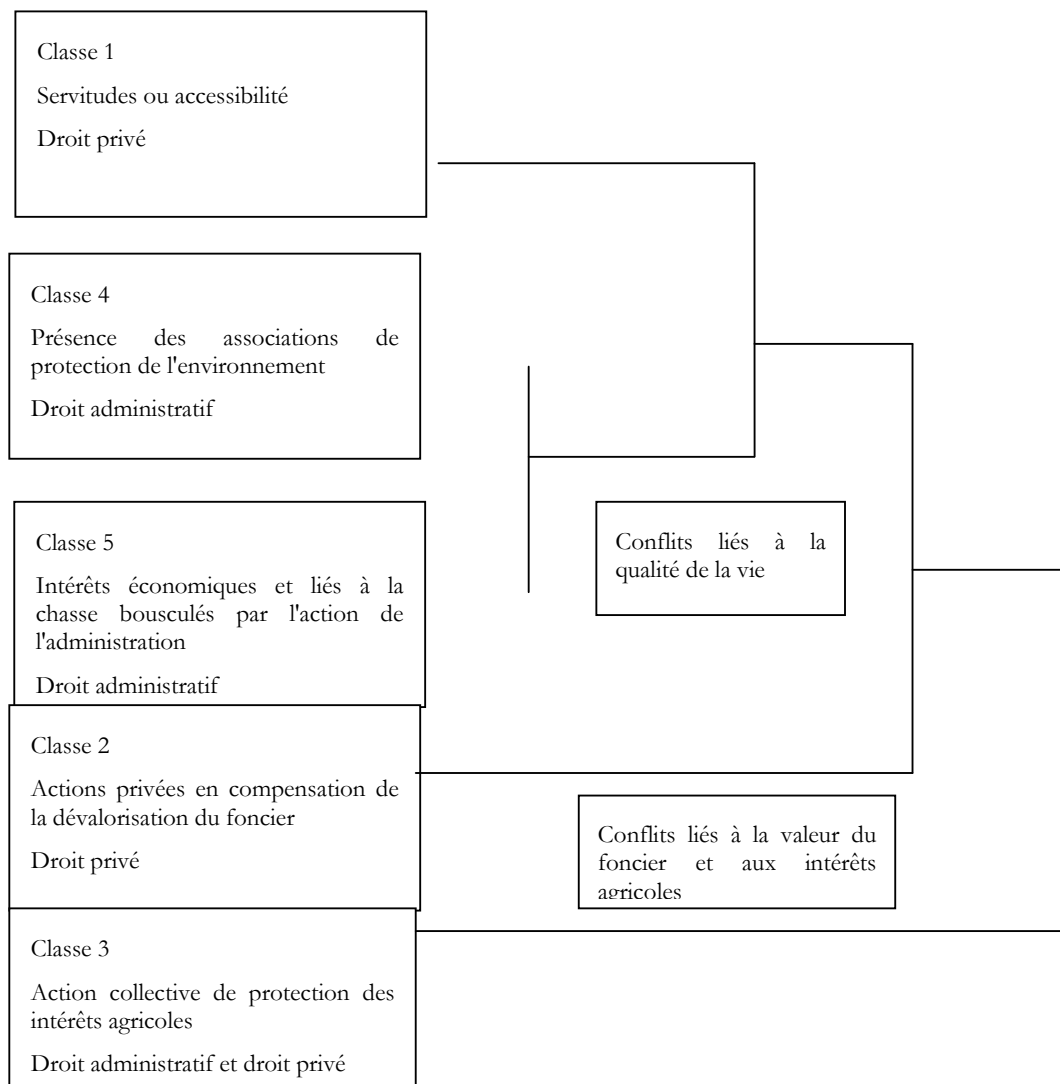 Classe 1
Servitudes ou accessibilité
Droit privé
Classe 4
Présence des associations de
protection de l'environnement
Droit administratif
Classe 5
Intérêts économiques et liés à la
chasse bousculés par l'action de
l'administration
Droit administratif
Conflits liés à la
qualité de la vie
Classe 2
Actions privées en compensation de
la dévalorisation du foncier
Droit privé
Conflits liés à la valeur du
foncier et aux intérêts
agricoles
Classe 3
Action collective de protection des
intérêts agricoles
Droit administratif et droit privé